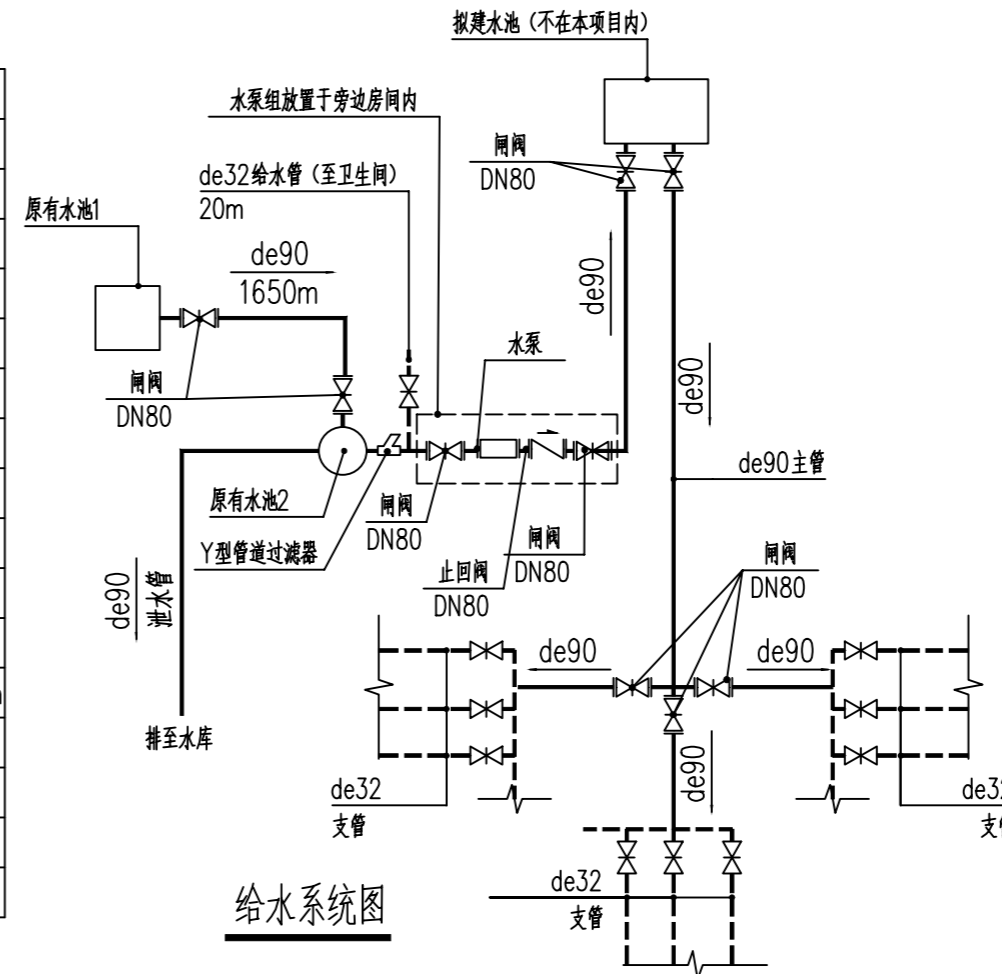 拟建水池（不在本项目内）
水泵组放置于旁边房间内
闸阀
DN80
de32给水管（至卫生间）
20m
原有水池1
de90
1650m
de90
水泵
闸阀
DN80
de90
de90主管
原有水池2
闸阀
DN80
Y型管道过滤器
止回阀
DN80
闸阀
DN80
闸阀
DN80
de90
泄水管
de90
de90
排至水库
de90
de32
支管
de32
支管
de32
支管
给水系统图